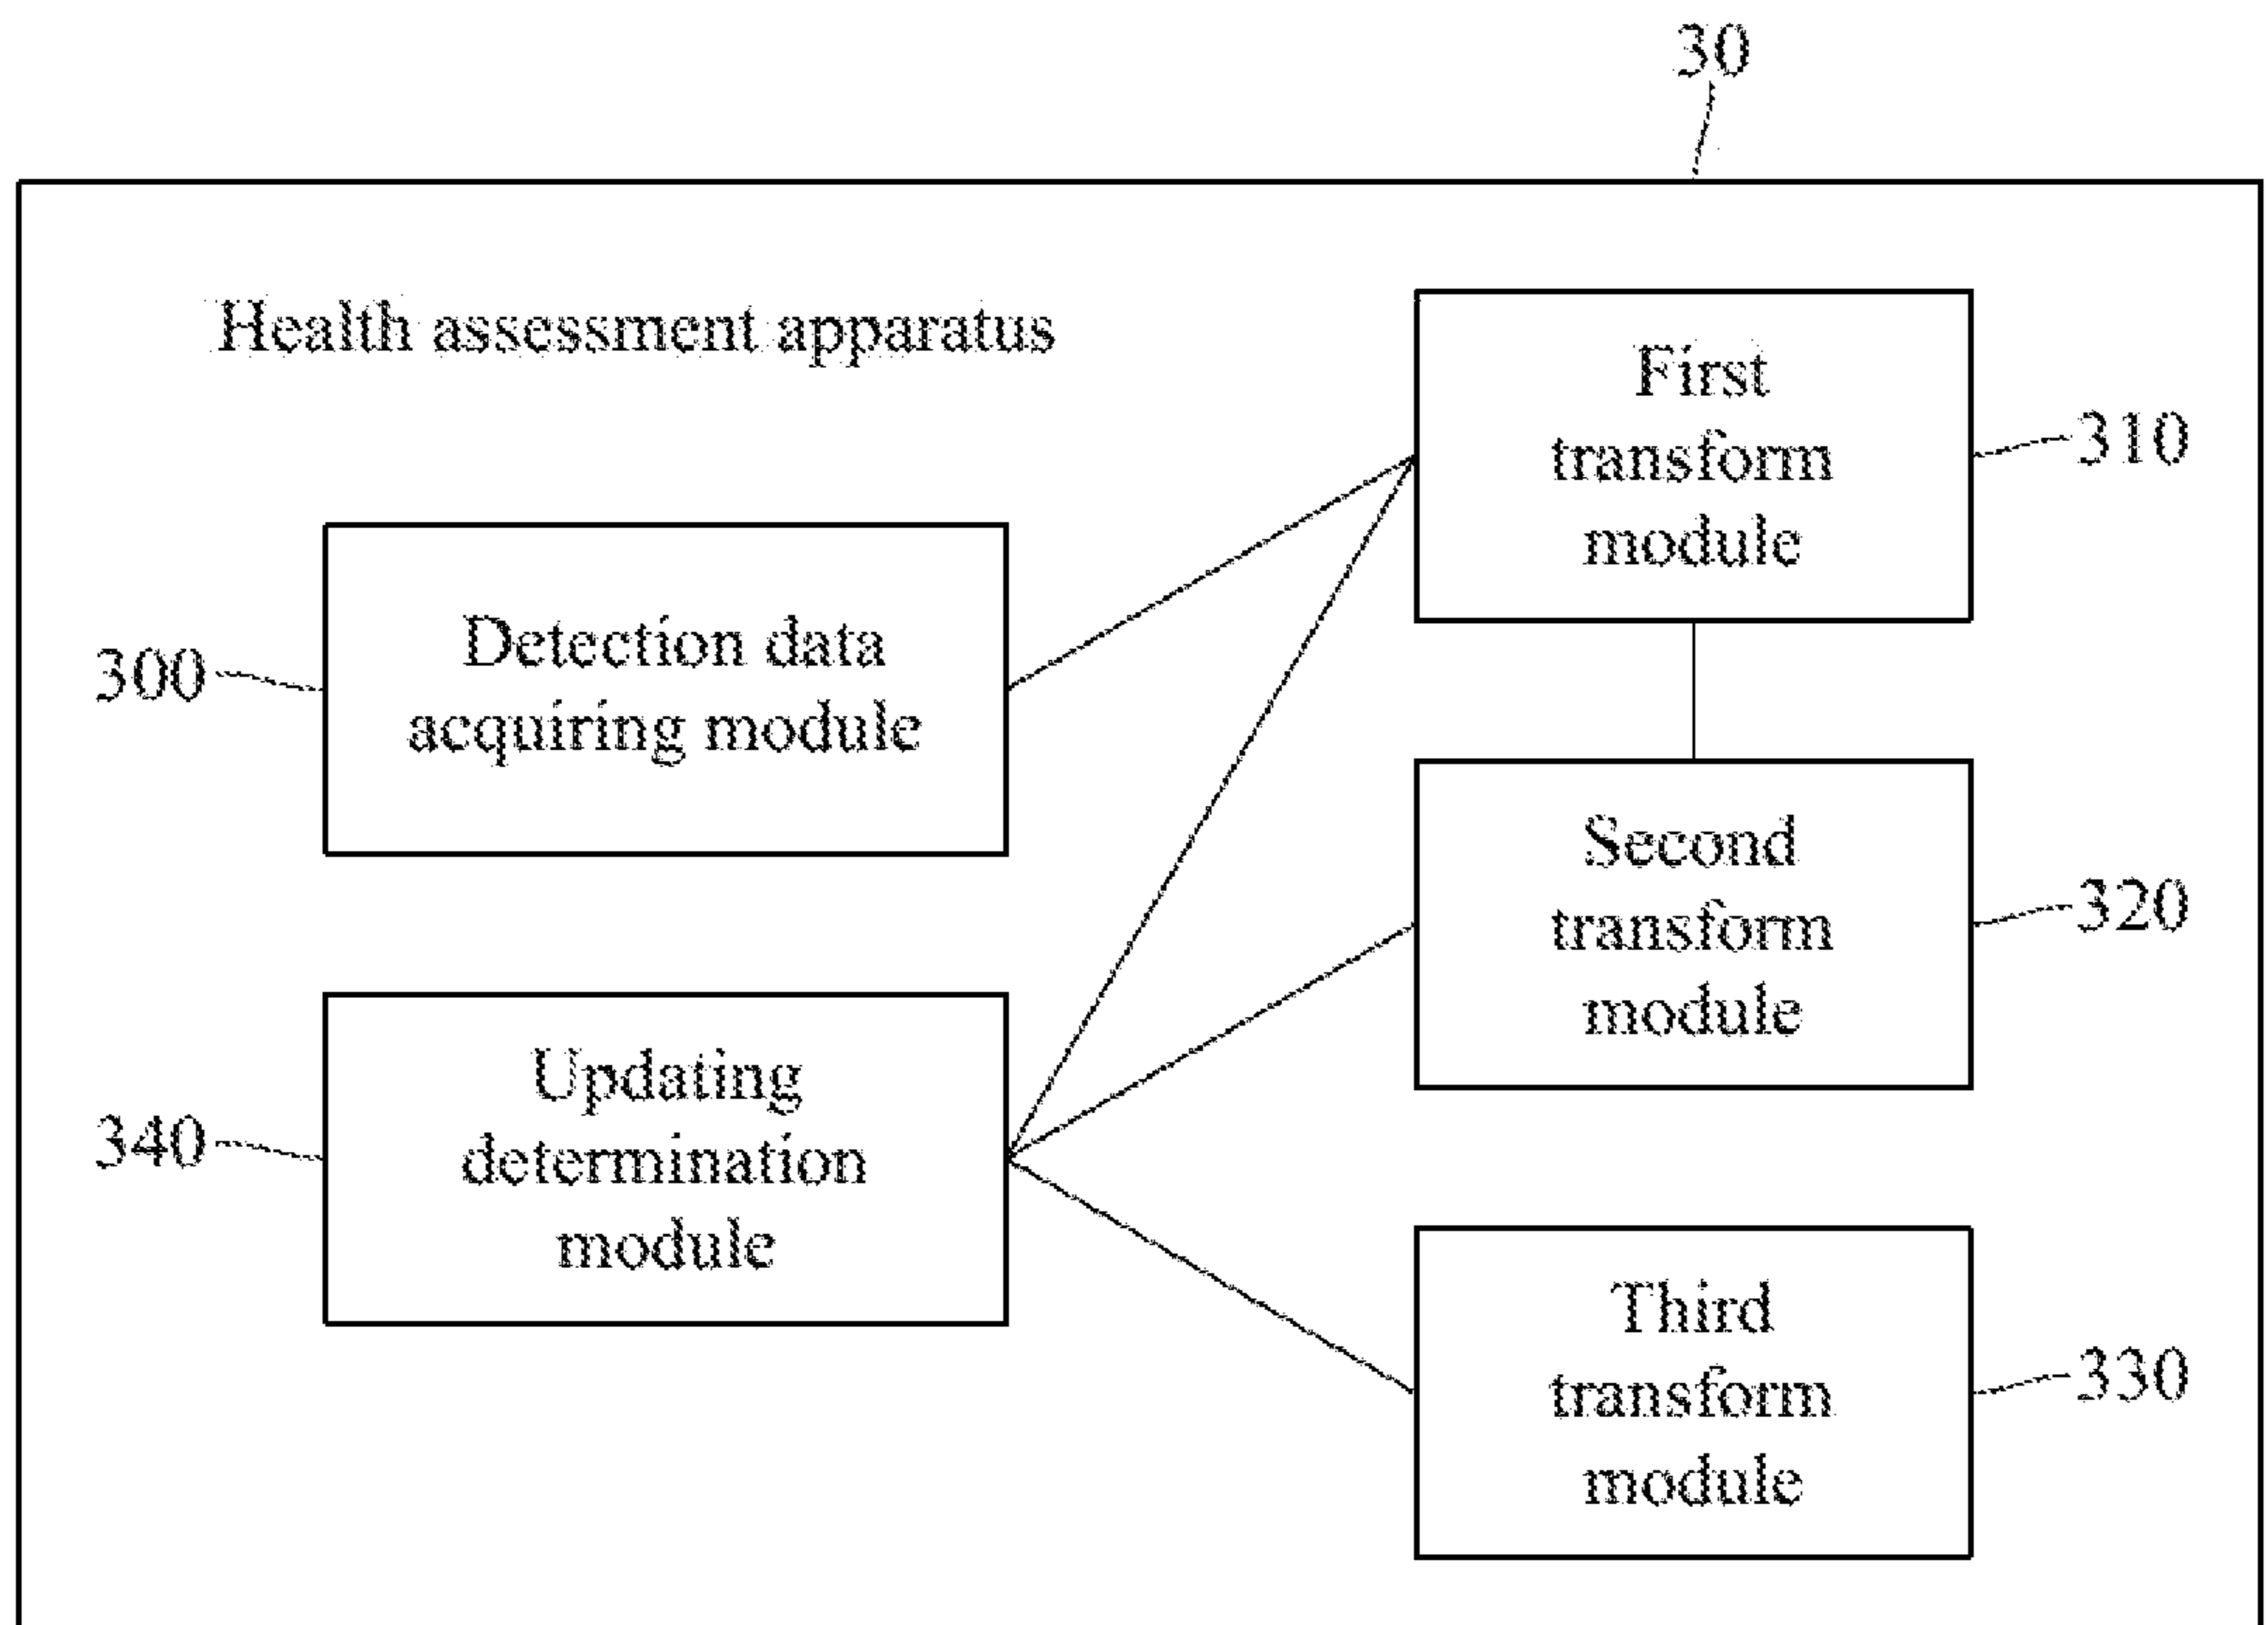 30
Health assessment apparatus
First
transform
module
310
300
Detection data
acquiring module
Second
transform
module
320
340
Updating
determination
module
Third
transform
module
330